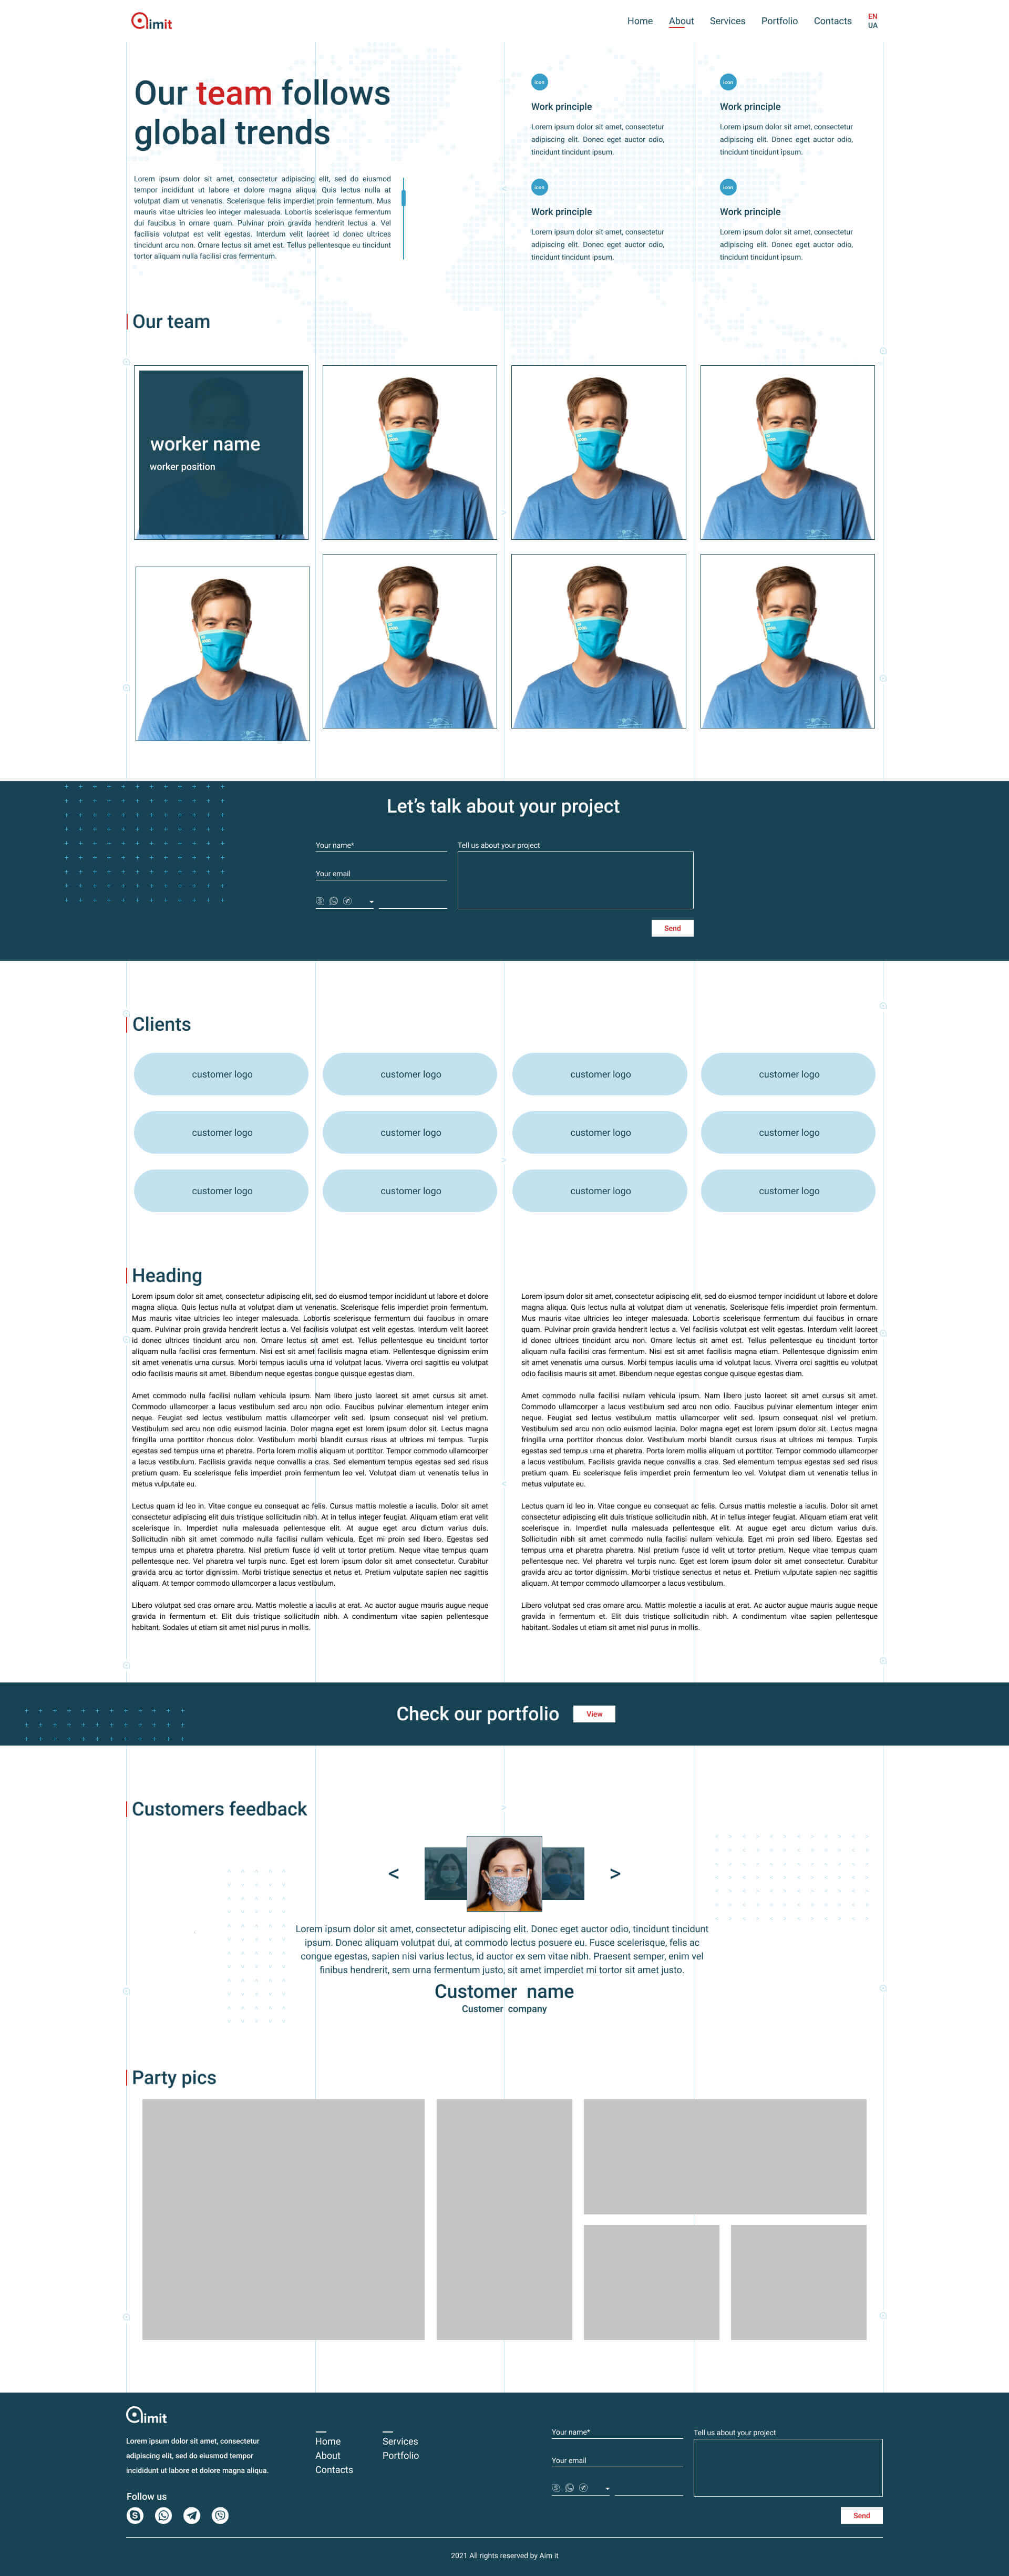 aimit
Home About Services Portfolio Contacts
EN
UA
Our team follows
global trends
Lorem ipsum dolor sit amet, consectetur adipiscing elit, sed do eiusmod
tempor incididunt ut labore et dolore magna aliqua. Quis lectus nulla at
volutpat diam ut venenatis. Scelerisque felis imperdiet proin fermentum. Mus
mauris vitae ultricies leo integer malesuada. Lobortis scelerisque fermentum
dui faucibus in ornare quam. Pulvinar proin gravida hendrerit lectus a. Vel
facilisis volutpat est velit egestas. Interdum velit laoreet id donec ultrices
tincidunt arcu non. Ornare lectus sit amet est. Tellus pellentesque eu tincidunt
tortor aliquam nulla facilisi cras fermentum.
icon
Work principle
Lorem ipsum dolor sit amet, consectetur
adipiscing elit. Donec eget auctor odio,
tincidunt tincidunt ipsum.
icon
Work principle
Lorem ipsum dolor sit amet, consectetur
adipiscing elit. Donec eget auctor odio,
tincidunt tincidunt ipsum.
icon
Work principle
Lorem ipsum dolor sit amet, consectetur
adipiscing elit. Donec eget auctor odio,
tincidunt tincidunt ipsum.
icon
Work principle
Lorem ipsum dolor sit amet, consectetur
adipiscing elit. Donec eget auctor odio,
tincidunt tincidunt ipsum.
Our team
worker name
worker position
Let's talk about your project
Your name*
Your email
Tell us about your project
Send
Clients
customer logo customer logo customer logo customer logo
customer logo customer logo customer logo customer logo
customer logo customer logo customer logo customer logo
Heading
Lorem ipsum dolor sit amet, consectetur adipiscing elit, sed do eiusmod tempor incididunt ut labore et dolore
magna aliqua. Quis lectus nulla at volutpat diam ut venenatis. Scelerisque felis imperdiet proin fermentum.
Mus mauris vitae ultricies leo integer malesuada. Lobortis scelerisque fermentum dui faucibus in ornare
quam. Pulvinar proin gravida hendrerit lectus a. Vel facilisis volutpat est velit egestas. Interdum velit laoreet
id donec ultrices tincidunt arcu non. Ornare lectus sit amet est. Tellus pellentesque eu tincidunt tortor
aliquam nulla facilisi cras fermentum. Nisi est sit amet facilisis magna etiam. Pellentesque dignissim enim
sit amet venenatis urna cursus. Morbi tempus iaculis urna id volutpat lacus. Viverra orci sagittis eu volutpat
odio facilisis mauris sit amet. Bibendum neque egestas congue quisque egestas diam.
Amet commodo nulla facilisi nullam vehicula ipsum. Nam libero justo laoreet sit amet cursus sit amet.
Commodo ullamcorper a lacus vestibulum sed arcu non odio. Faucibus pulvinar elementum integer enim
neque. Feugiat sed lectus vestibulum mattis ullamcorper velit sed. Ipsum consequat nisl vel pretium.
Vestibulum sed arcu non odio euismod lacinia. Dolor magna eget est lorem ipsum dolor sit. Lectus magna
fringilla urna porttitor rhoncus dolor. Vestibulum morbi blandit cursus risus at ultrices mi tempus. Turpis
egestas sed tempus urna et pharetra. Porta lorem mollis aliquam ut porttitor. Tempor commodo ullamcorper
a lacus vestibulum. Facilisis gravida neque convallis a cras. Sed elementum tempus egestas sed sed risus
pretium quam. Eu scelerisque felis imperdiet proin fermentum leo vel. Volutpat diam ut venenatis tellus in
metus vulputate eu.
Lectus quam id leo in. Vitae congue eu consequat ac felis. Cursus mattis molestie a iaculis. Dolor sit amet
consectetur adipiscing elit duis tristique sollicitudin nibh. At in tellus integer feugiat. Aliquam etiam erat velit
scelerisque in. Imperdiet nulla malesuada pellentesque elit. At augue eget arcu dictum varius duis.
Sollicitudin nibh sit amet commodo nulla facilisi nullam vehicula. Eget mi proin sed libero. Egestas sed
tempus urna et pharetra pharetra. Nisl pretium fusce id velit ut tortor pretium. Neque vitae tempus quam
pellentesque nec. Vel pharetra vel turpis nunc. Eget est lorem ipsum dolor sit amet consectetur. Curabitur
gravida arcu ac tortor dignissim. Morbi tristique senectus et netus et. Pretium vulputate sapien nec sagittis
aliquam. At tempor commodo ullamcorper a lacus vestibulum.
Libero volutpat sed cras ornare arcu. Mattis molestie a iaculis at erat. Ac auctor augue mauris augue neque
gravida in fermentum et. Elit duis tristique sollicitudin nibh. A condimentum vitae sapien pellentesque
habitant. Sodales ut etiam sit amet nisl purus in mollis.
Lorem ipsum dolor sit amet, consectetur adipiscing elit, sed do eiusmod tempor incididunt ut labore et dolore
magna aliqua. Quis lectus nulla at volutpat diam ut venenatis. Scelerisque felis imperdiet proin fermentum.
Mus mauris vitae ultricies leo integer malesuada. Lobortis scelerisque fermentum dui faucibus in ornare
quam. Pulvinar proin gravida hendrerit lectus a. Vel facilisis volutpat est velit egestas. Interdum velit laoreet
id donec ultrices tincidunt arcu non. Ornare lectus sit amet est. Tellus pellentesque eu tincidunt tortor
aliquam nulla facilisi cras fermentum. Nisi est sit amet facilisis magna etiam. Pellentesque dignissim enim
sit amet venenatis urna cursus. Morbi tempus iaculis urna id volutpat lacus. Viverra orci sagittis eu volutpat
odio facilisis mauris sit amet. Bibendum neque egestas congue quisque egestas diam.
Amet commodo nulla facilisi nullam vehicula ipsum. Nam libero justo laoreet sit amet cursus sit amet.
Commodo ullamcorper a lacus vestibulum sed arcu non odio. Faucibus pulvinar elementum integer enim
neque. Feugiat sed lectus vestibulum mattis ullamcorper velit sed. Ipsum consequat nisl vel pretium.
Vestibulum sed arcu non odio euismod lacinia. Dolor magna eget est lorem ipsum dolor sit. Lectus magna
fringilla urna porttitor rhoncus dolor. Vestibulum morbi blandit cursus risus at ultrices mi tempus. Turpis
egestas sed tempus urna et pharetra. Porta lorem mollis aliquam ut porttitor. Tempor commodo ullamcorper
a lacus vestibulum. Facilisis gravida neque convallis a cras. Sed elementum tempus egestas sed sed risus
pretium quam. Eu scelerisque felis imperdiet proin fermentum leo vel. Volutpat diam ut venenatis tellus in
metus vulputate eu.
Lectus quam id leo in. Vitae congue eu consequat ac felis. Cursus mattis molestie a iaculis. Dolor sit amet
consectetur adipiscing elit duis tristique sollicitudin nibh. At in tellus integer feugiat. Aliquam etiam erat velit
scelerisque in. Imperdiet nulla malesuada pellentesque elit. At augue eget arcu dictum varius duis.
Sollicitudin nibh sit amet commodo nulla facilisi nullam vehicula. Eget mi proin sed libero. Egestas sed
tempus urna et pharetra pharetra. Nisl pretium fusce id velit ut tortor pretium. Neque vitae tempus quam
pellentesque nec. Vel pharetra vel turpis nunc. Eget est lorem ipsum dolor sit amet consectetur. Curabitur
gravida arcu ac tortor dignissim. Morbi tristique senectus et netus et. Pretium vulputate sapien nec sagittis
aliquam. At tempor commodo ullamcorper a lacus vestibulum.
Libero volutpat sed cras ornare arcu. Mattis molestie a iaculis at erat. Ac auctor augue mauris augue neque
gravida in fermentum et. Elit duis tristique sollicitudin nibh. A condimentum vitae sapien pellentesque
habitant. Sodales ut etiam sit amet nisl purus in mollis.
Check our portfolio
View
Customers feedback
< >
Lorem ipsum dolor sit amet, consectetur adipiscing elit. Donec eget auctor odio, tincidunt tincidunt
ipsum. Donec aliquam volutpat dui, at commodo lectus posuere eu. Fusce scelerisque, felis ac
congue egestas, sapien nisi varius lectus, id auctor ex sem vitae nibh. Praesent semper, enim vel
finibus hendrerit, sem urna fermentum justo, sit amet imperdiet mi tortor sit amet justo.
Customer name
Customer company
Party pics
aimit
Lorem ipsum dolor sit amet, consectetur
adipiscing elit, sed do eiusmod tempor
incididunt ut labore et dolore magna aliqua.
Follow us
Home
About
Contacts
Services
Portfolio
Your name*
Your email
Tell us about your project
Send
2021 All rights reserved by Aim it